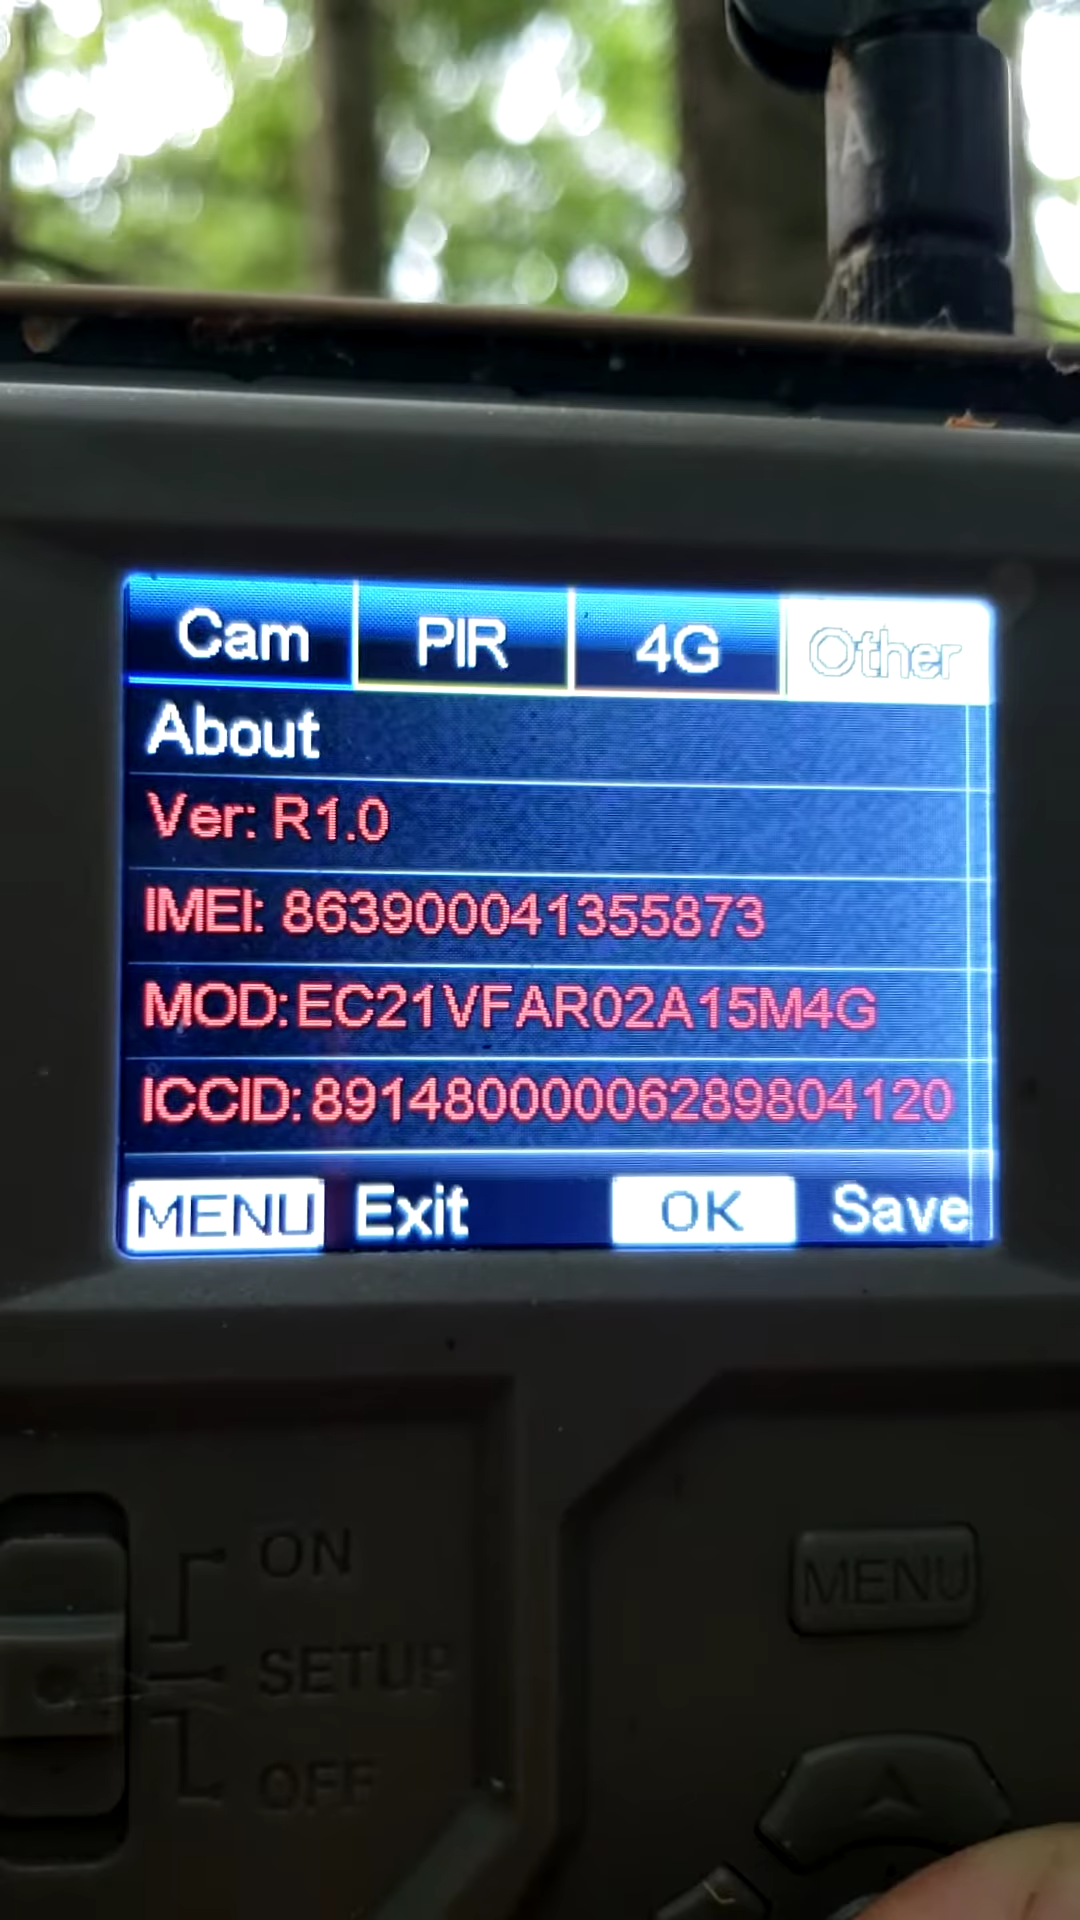 Cam PIR 4G Other
About
Ver: R1.0
IMEI: 863900041355873
MOD:EC21VFAR02A15M4G
ICCID:89148000006289804120
MENU Exit OK Save
ON
MENU
SETUP
OFF